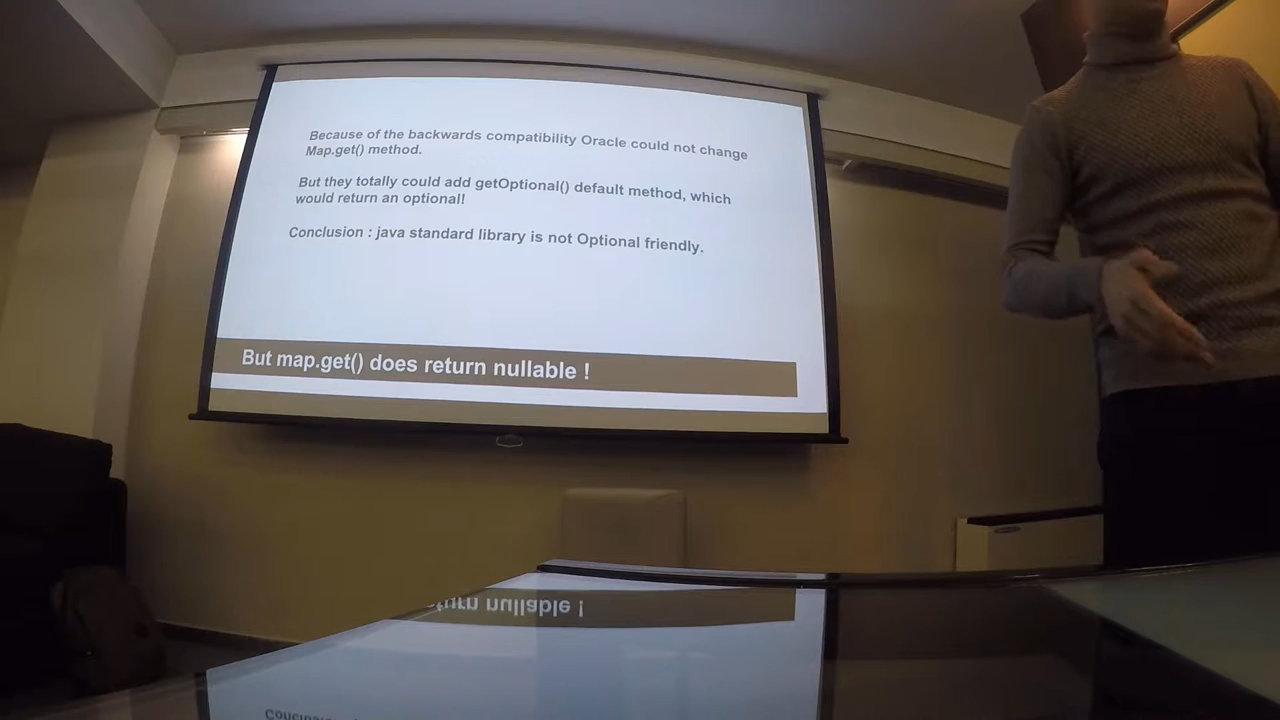 Because of the backwards compatibility Oracle could not change
Map.get() method.
But they totally could add getOptional() default method, which
would return an optional!
Conclusion : java standard library is not Optional friendly.
But map.get() does return nullable !
turn nullable !